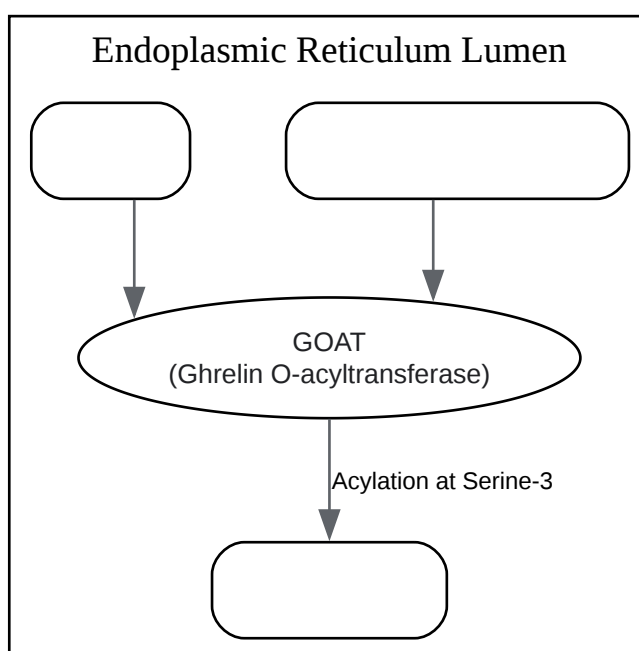 Endoplasmic Reticulum Lumen
GOAT
(Ghrelin O-acyltransferase)
Acylation at Serine-3